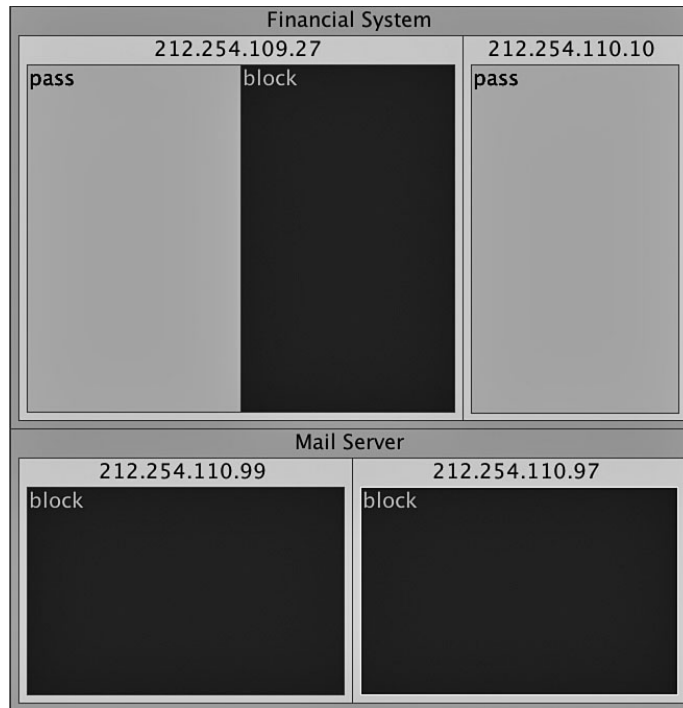 Financial System
212.254.109.27
212.254.110.10
pass
block
pass
Mail Server
212.254.110.99
212.254.110.97
block
block